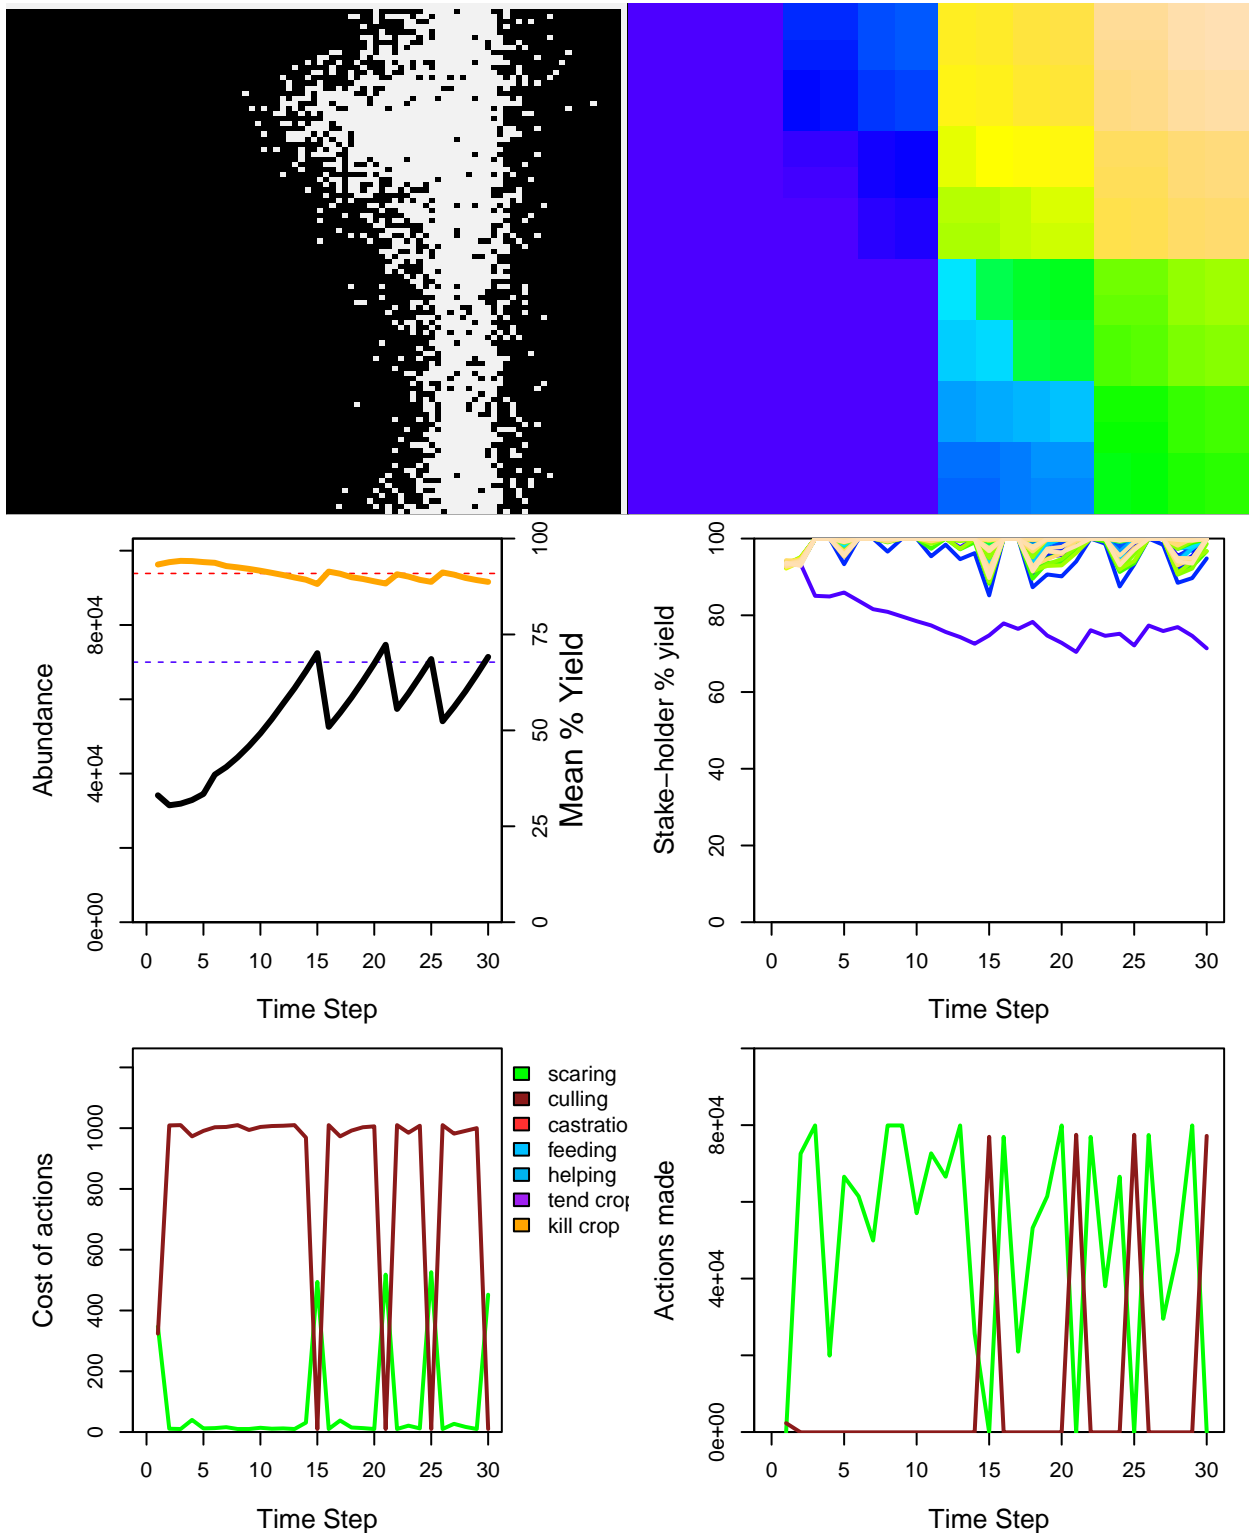 Abundance
0e+00
4e+04
8e+04
Mean % Yield
0
25
50
75
100
0 5 10 15 20 25 30
Time Step
Stake−holder % yield
0
20
40
60
80
100
0 5 10 15 20 25 30
Time Step
Cost of actions
0
200
400
600
800
1000
0 5 10 15 20 25 30
Time Step
scaring
culling
castratio
feeding
helping
tend crop
kill crop
Actions made
0e+00
4e+04
8e+04
0 5 10 15 20 25 30
Time Step